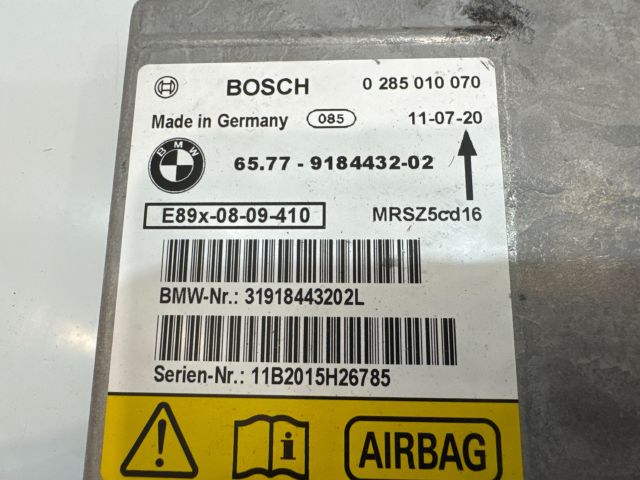 BOSCH 0 285 010 070
Made in Germany 085 11-07-20
BMW 65.77 - 9184432-02
E89x-08-09-410 MRSZ5cd16
BMW-Nr.: 31918443202L
Serien-Nr.: 11B2015H26785
i AIRBAG